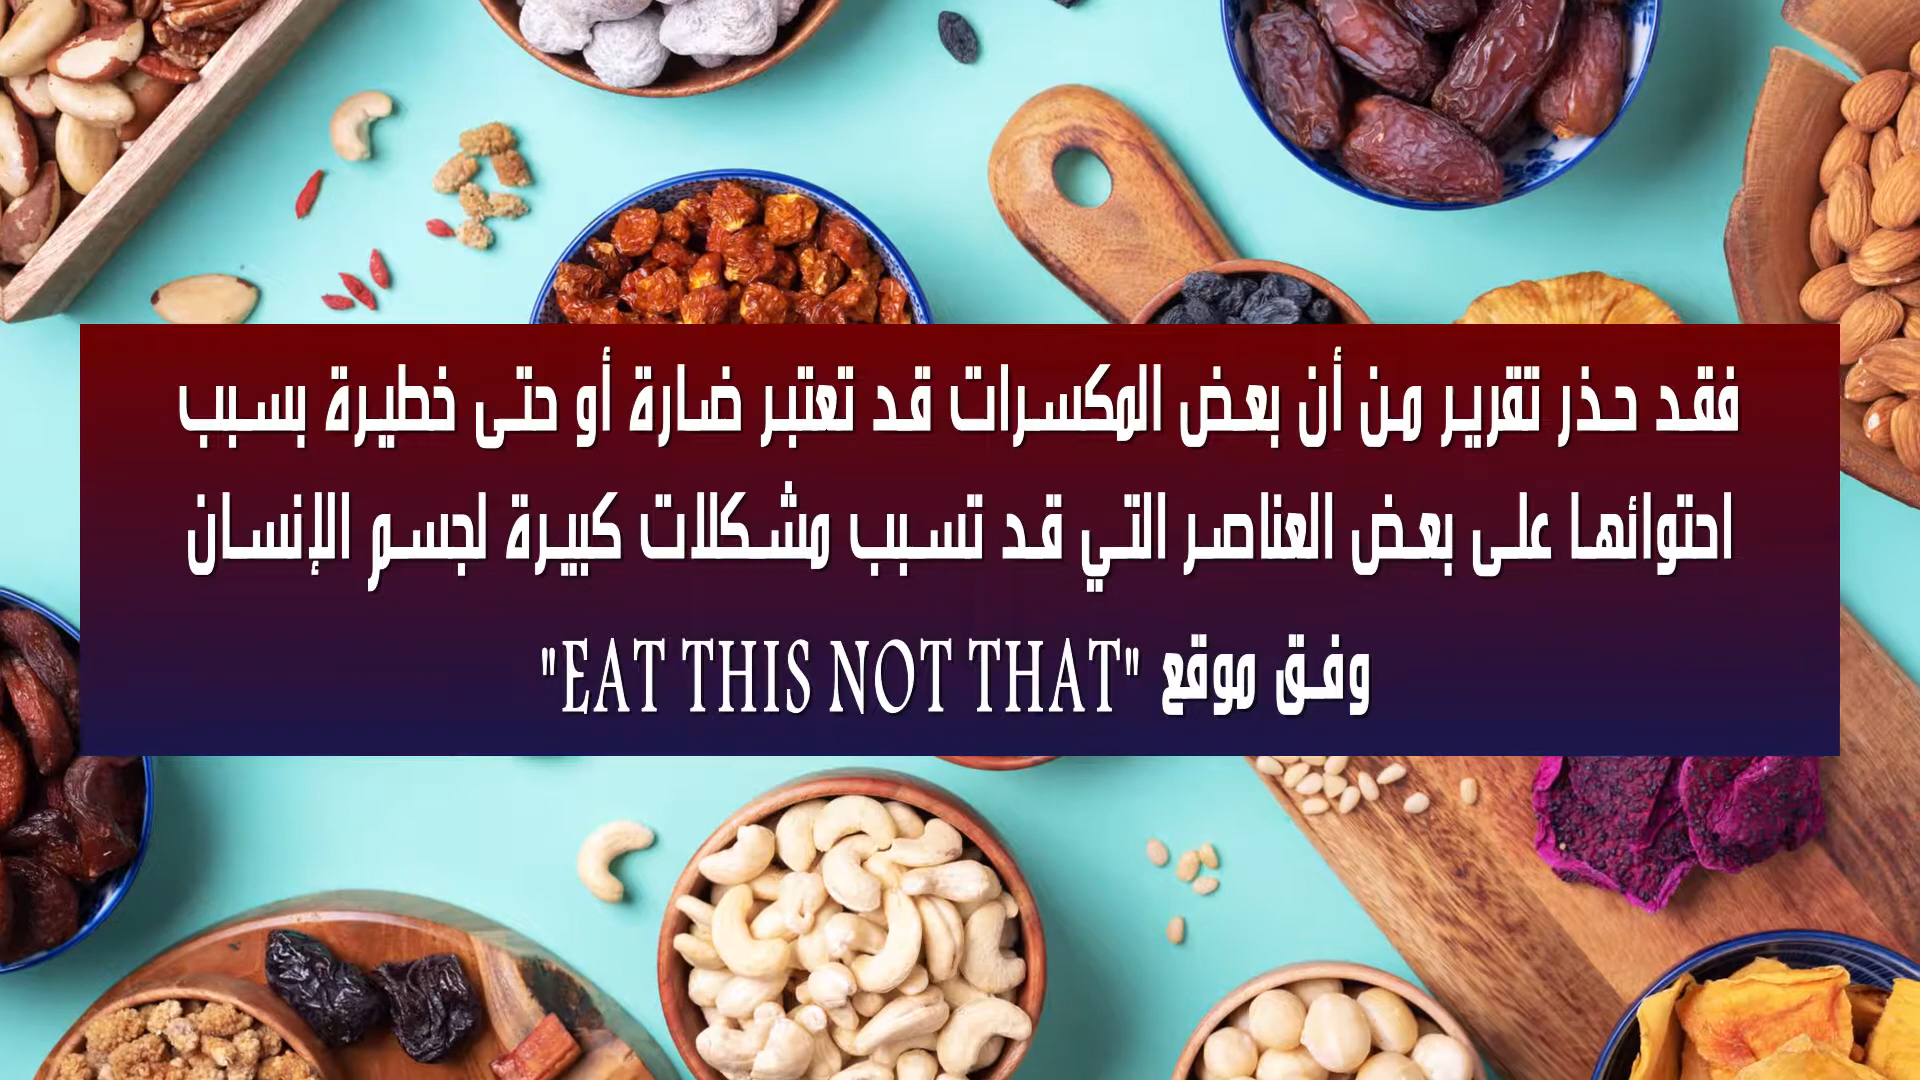 فقد حذر تقرير من أن بعض المكسرات قد تعتبر ضارة أو حتى خطيرة بسبب
احتوائها على بعض العناصر التي قد تسبب مشكلات كبيرة لجسم الإنسان
وفق موقع "EAT THIS NOT THAT"